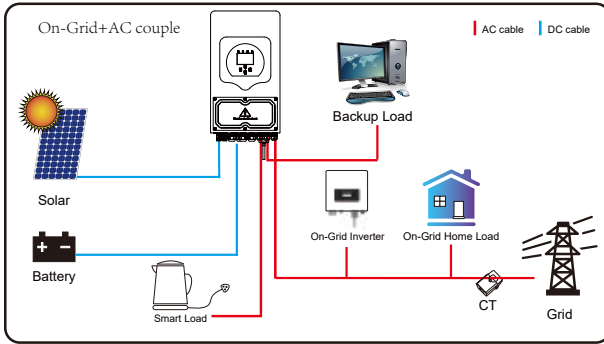 On-Grid+AC couple
AC cable
DC cable
Backup Load
Solar
On-Grid Inverter
On-Grid Home Load
Battery
Smart Load
CT
Grid